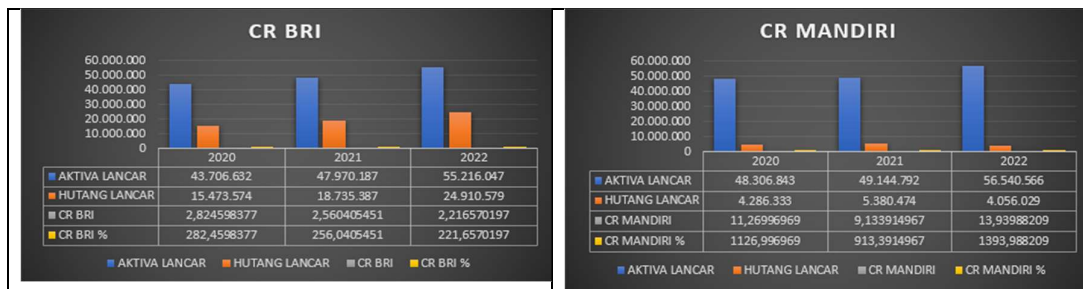 CR BRI
60.000.000
50.000.000
40.000.000
30.000.000
20.000.000
10.000.000
0
2020 2021 2022
AKTIVA LANCAR 43.706.632 47.970.187 55.216.047
HUTANG LANCAR 15.473.574 18.735.387 24.910.579
CR BRI 2,824598377 2,560405451 2,216570197
CR BRI % 282,4598377 256,0405451 221,6570197
AKTIVA LANCAR HUTANG LANCAR CR BRI CR BRI %
CR MANDIRI
60.000.000
50.000.000
40.000.000
30.000.000
20.000.000
10.000.000
0
2020 2021 2022
AKTIVA LANCAR 48.306.843 49.144.792 56.540.566
HUTANG LANCAR 4.286.333 5.380.474 4.056.029
CR MANDIRI 11,26996969 9,133914967 13,93988209
CR MANDIRI % 1126,996969 913,3914967 1393,988209
AKTIVA LANCAR HUTANG LANCAR CR MANDIRI CR MANDIRI %